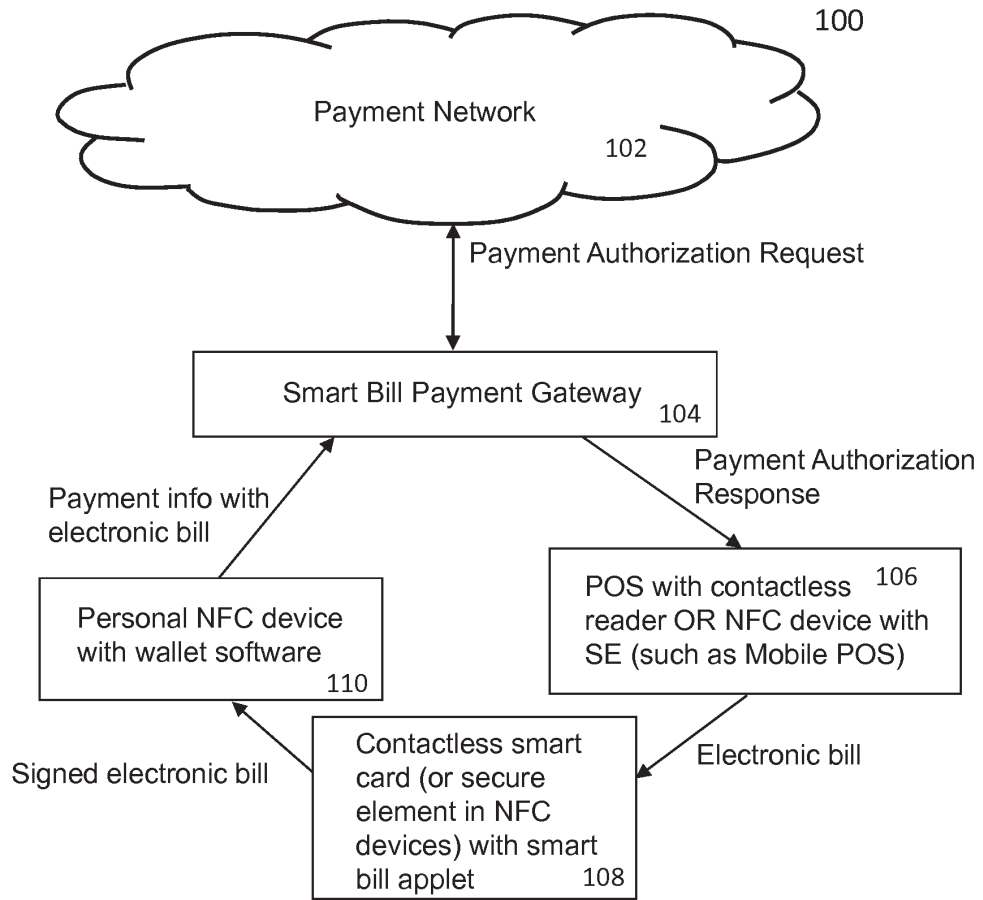 100
Payment Network
102
Payment Authorization Request
Smart Bill Payment Gateway
104
Payment Authorization
Response
Payment info with
electronic bill
POS with contactless 106
reader OR NFC device with
SE (such as Mobile POS)
Personal NFC device
with wallet software
110
Electronic bill
Signed electronic bill
Contactless smart
card (or secure
element in NFC
devices) with smart
bill applet
108